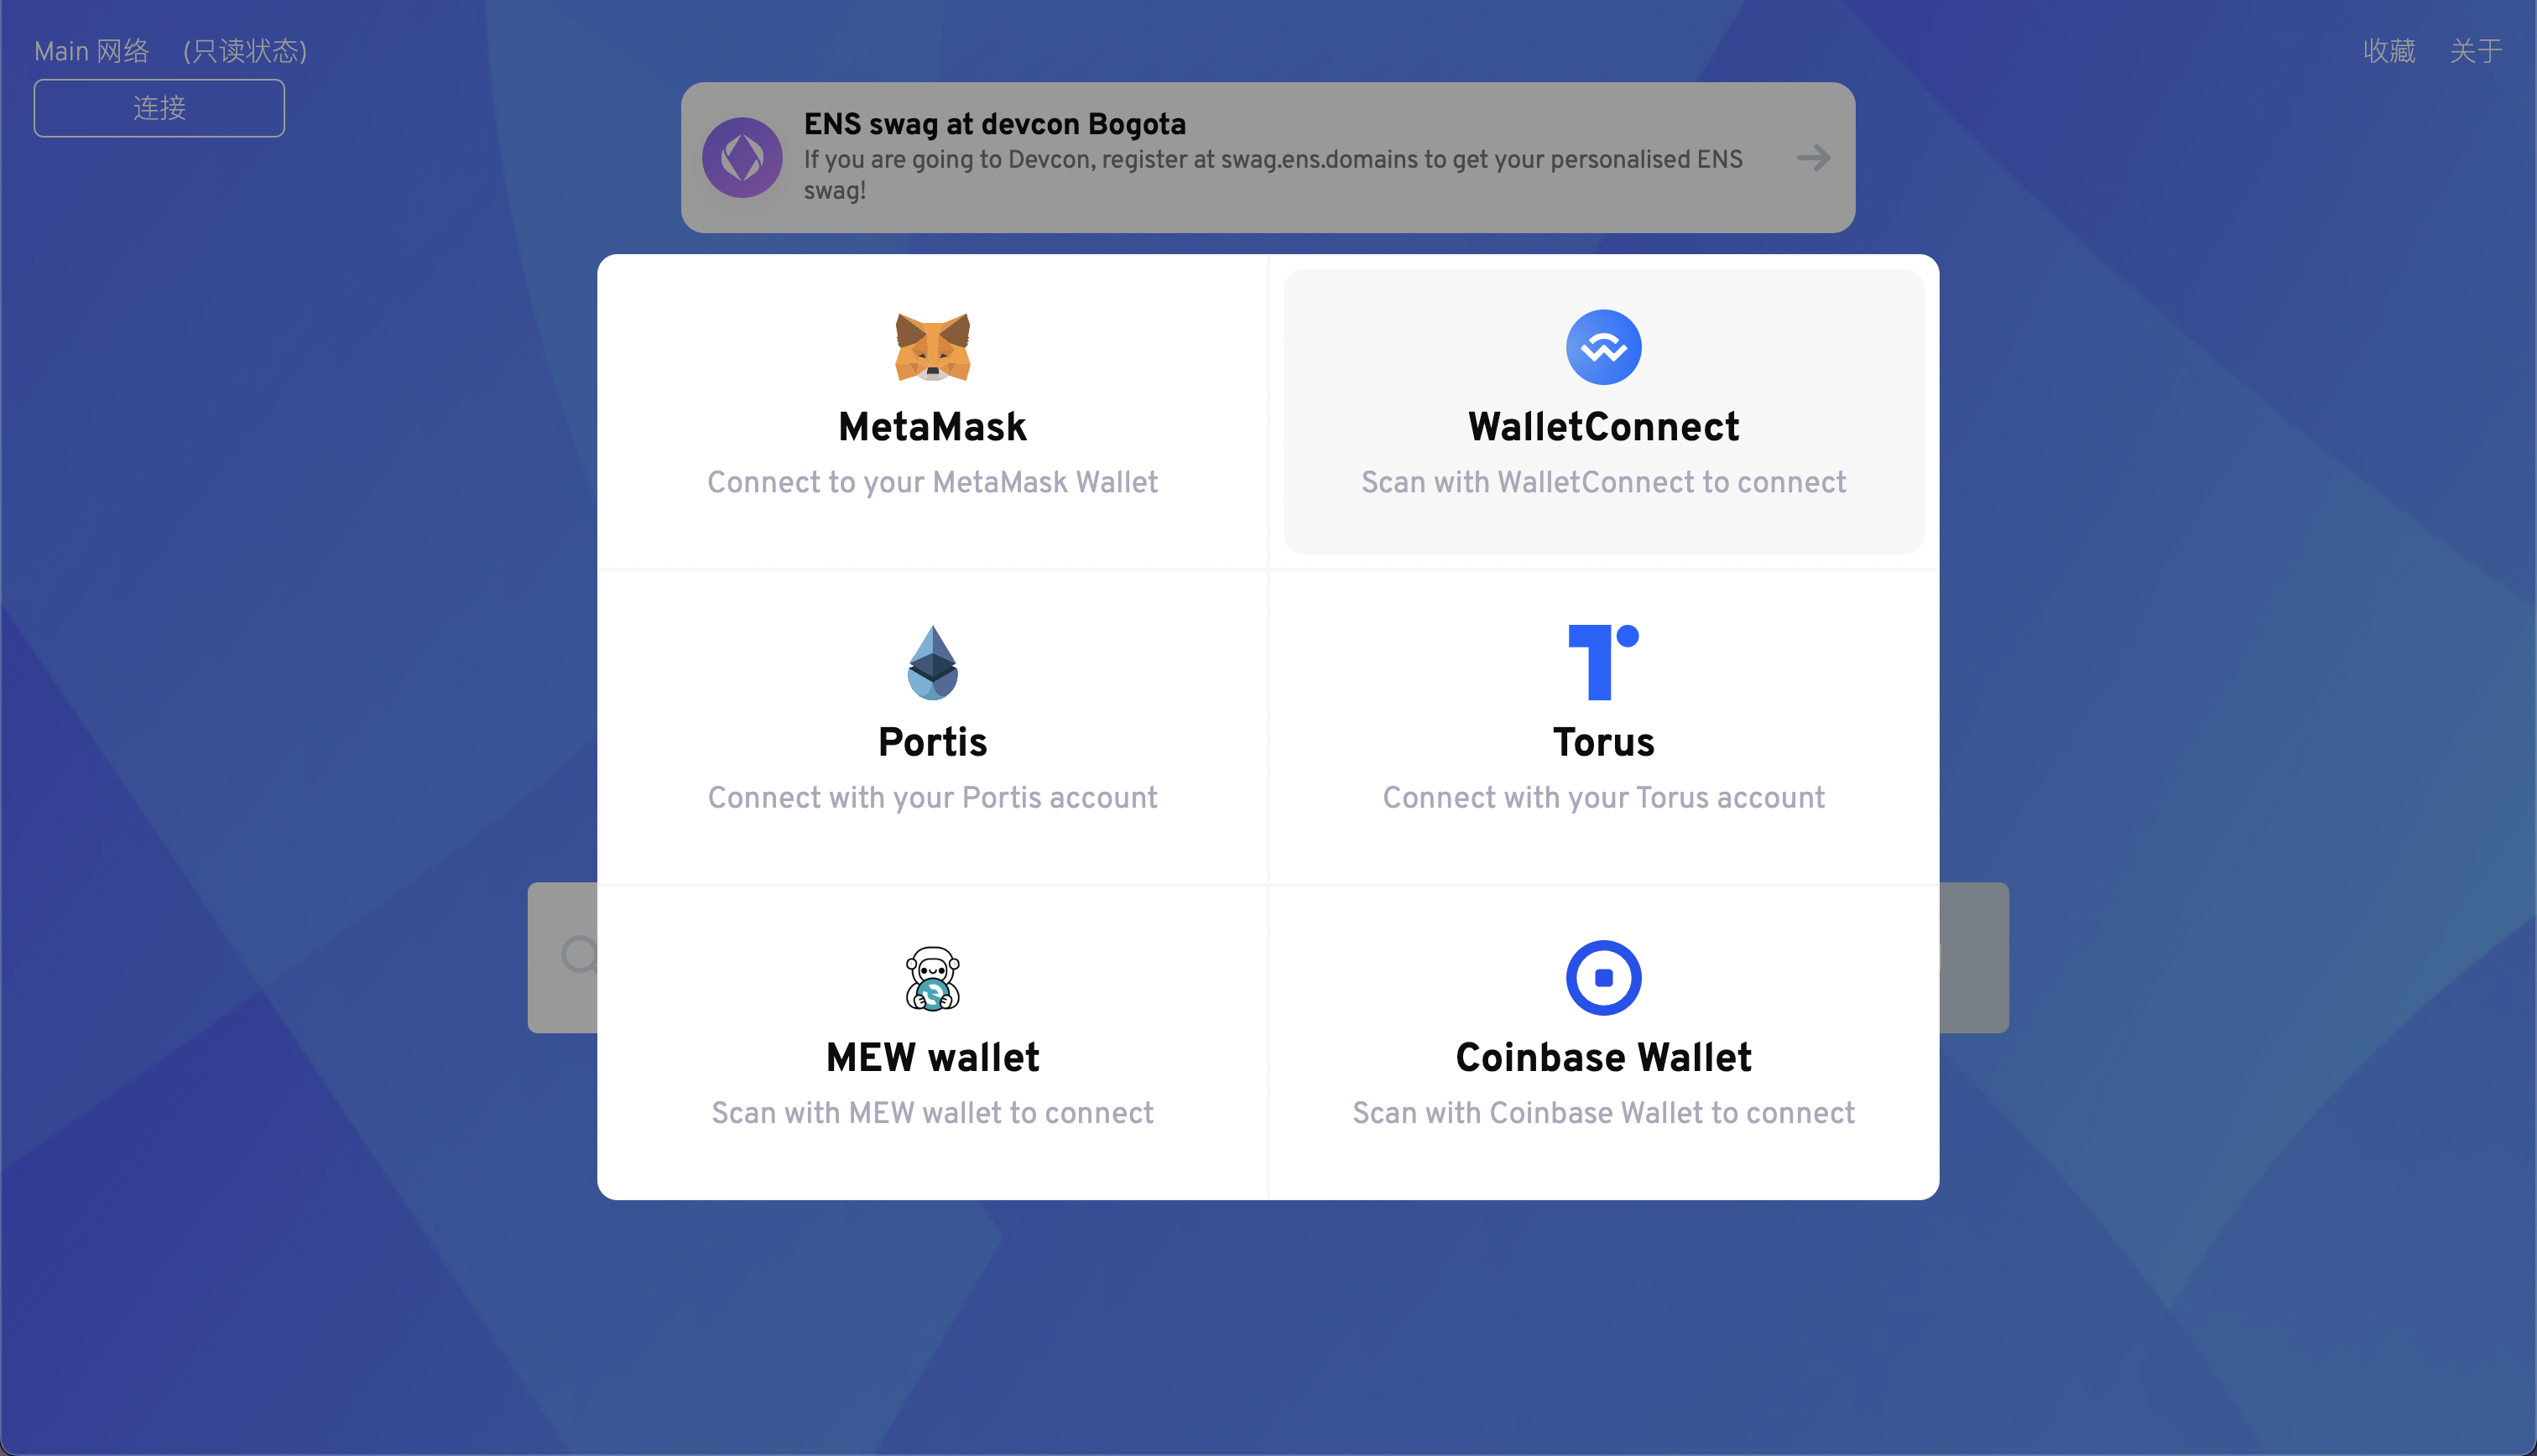 Main 网络 (只读状态)
连接
收藏 关于
ENS swag at devcon Bogota
If you are going to Devcon, register at swag.ens.domains to get your personalised ENS
swag!
MetaMask
Connect to your MetaMask Wallet
WalletConnect
Scan with WalletConnect to connect
Portis
Connect with your Portis account
Torus
Connect with your Torus account
MEW wallet
Scan with MEW wallet to connect
Coinbase Wallet
Scan with Coinbase Wallet to connect